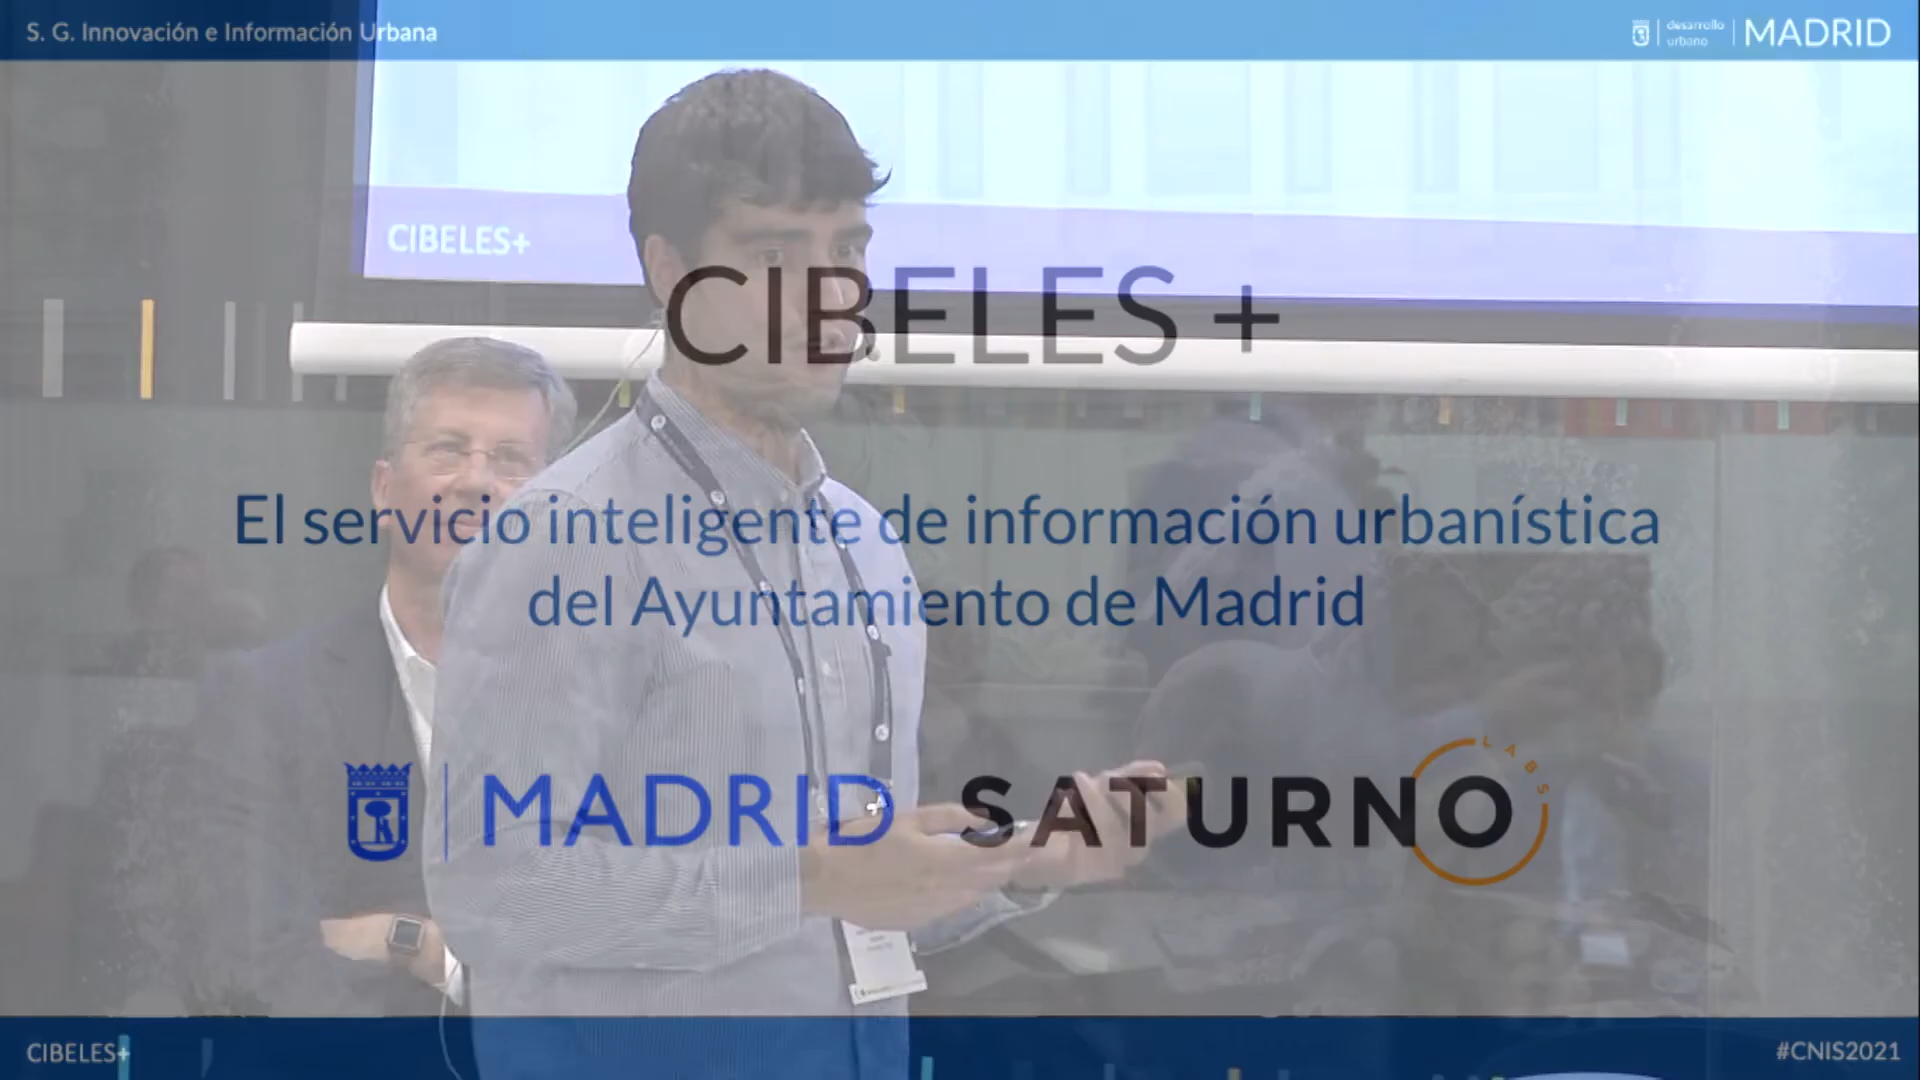 S. G. Innovación e Información Urbana
desarrollo
urbano
MADRID
CIBELES+
CIBELES +
El servicio inteligente de información urbanística
del Ayuntamiento de Madrid
MADRID
SATURNO
LABS
CIBELES+
#CNIS2021